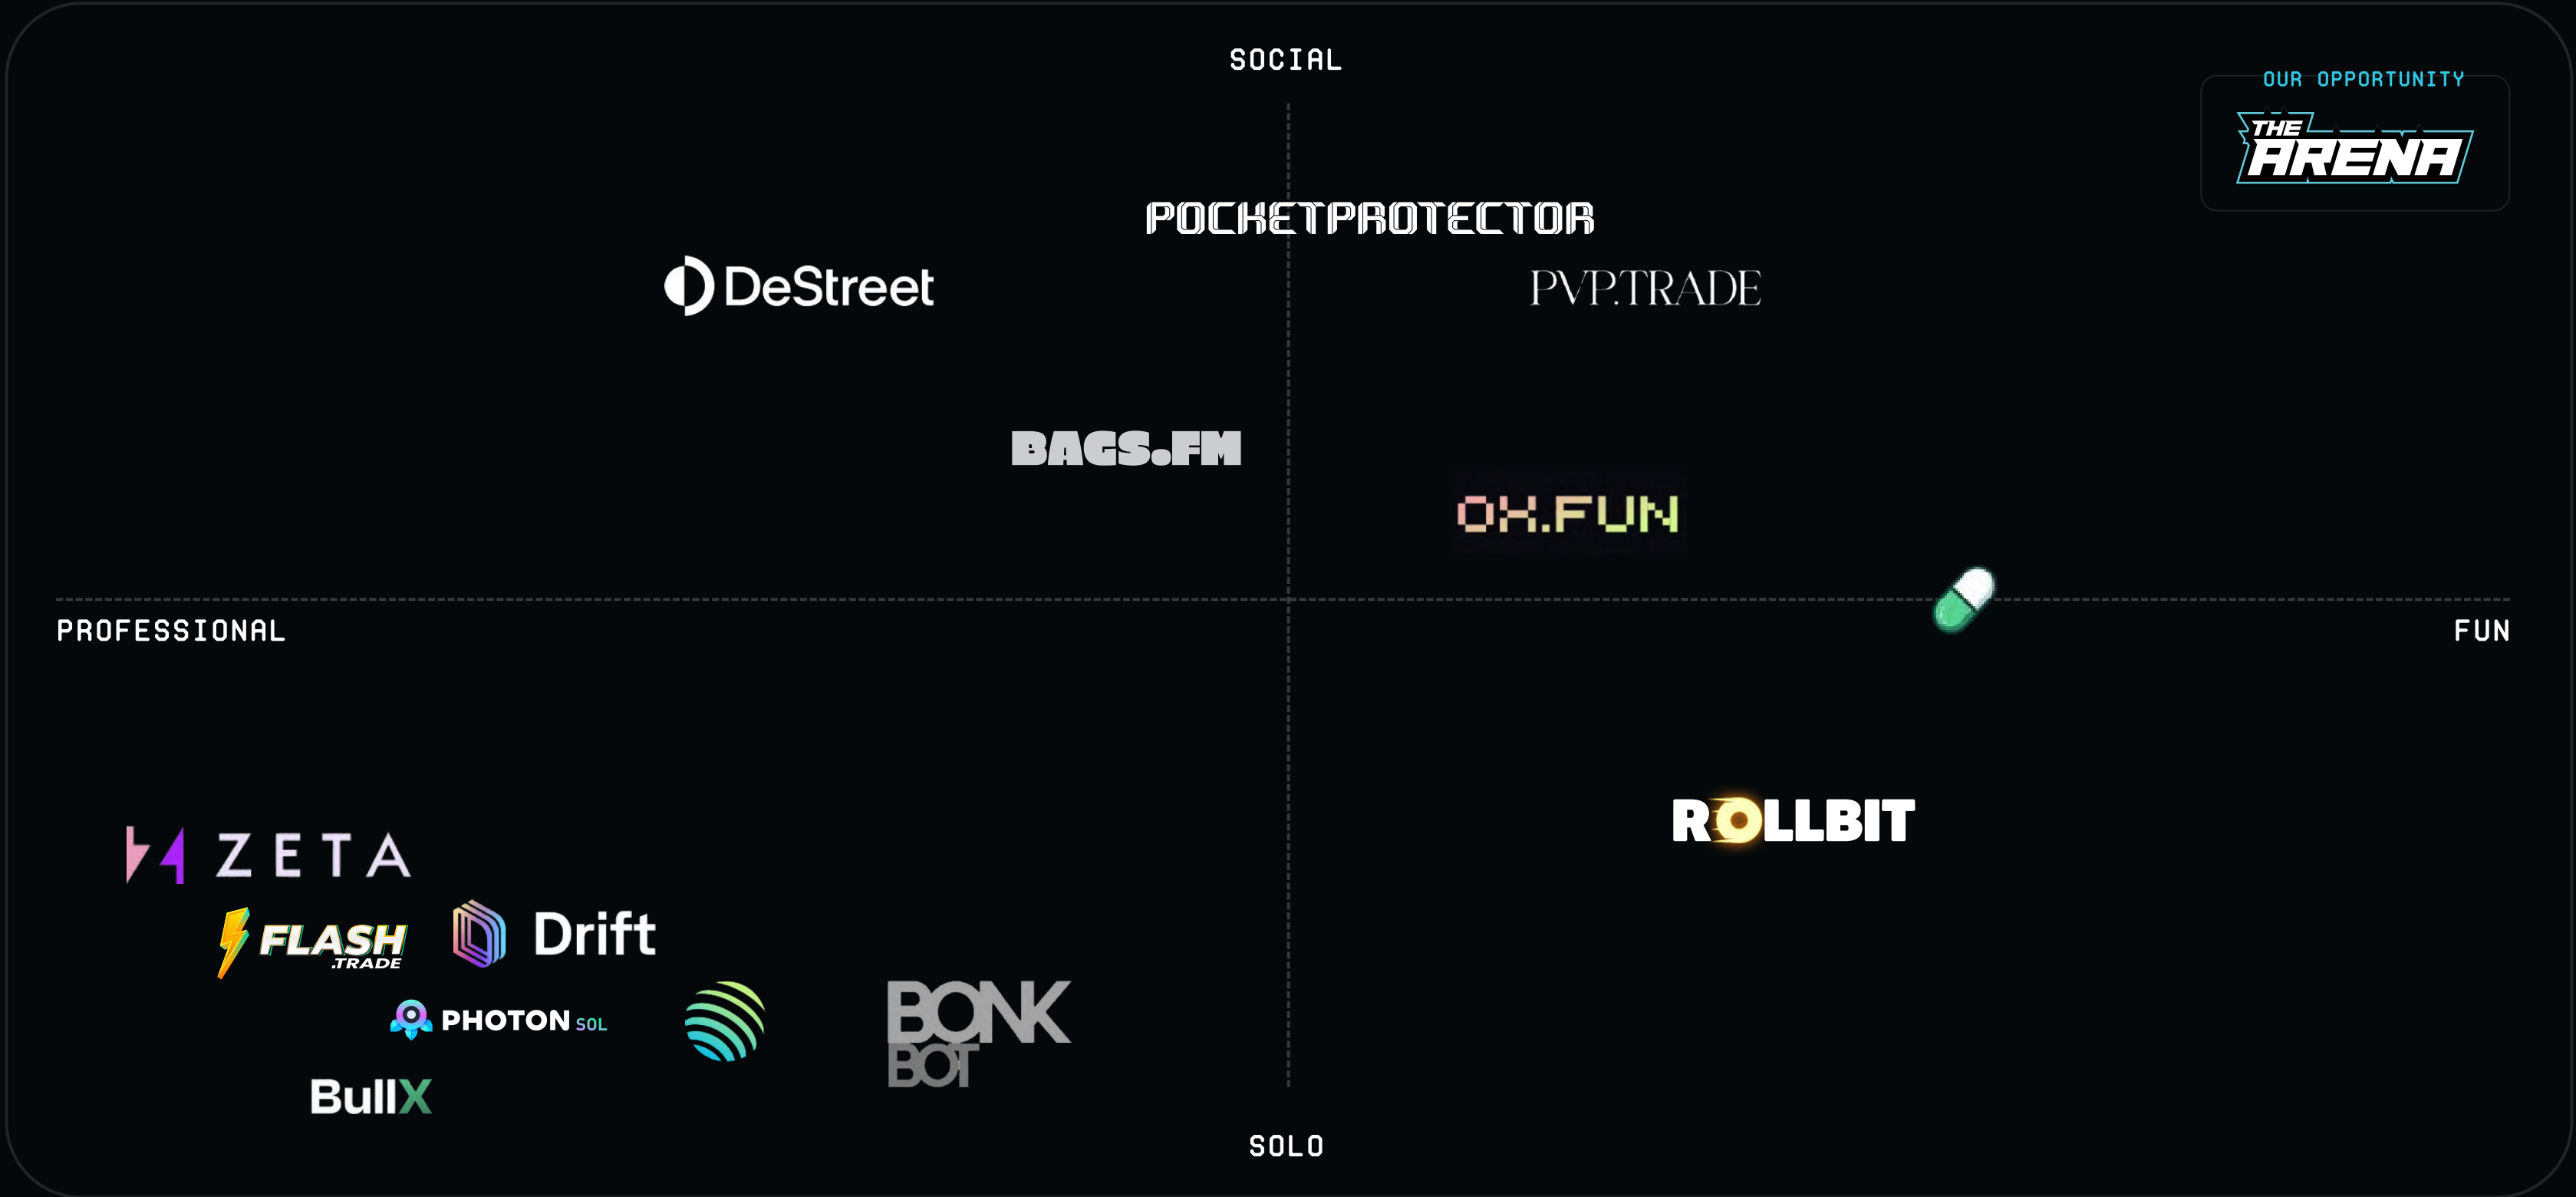 SOCIAL
OUR OPPORTUNITY
THE
ARENA
POCKETPROTECTOR
DeStreet
PVP.TRADE
BAGS.FM
OX.FUN
PROFESSIONAL
FUN
ROLLBIT
ZETA
FLASH
.TRADE
Drift
PHOTON SOL
BONK
BOT
BullX
SOLO